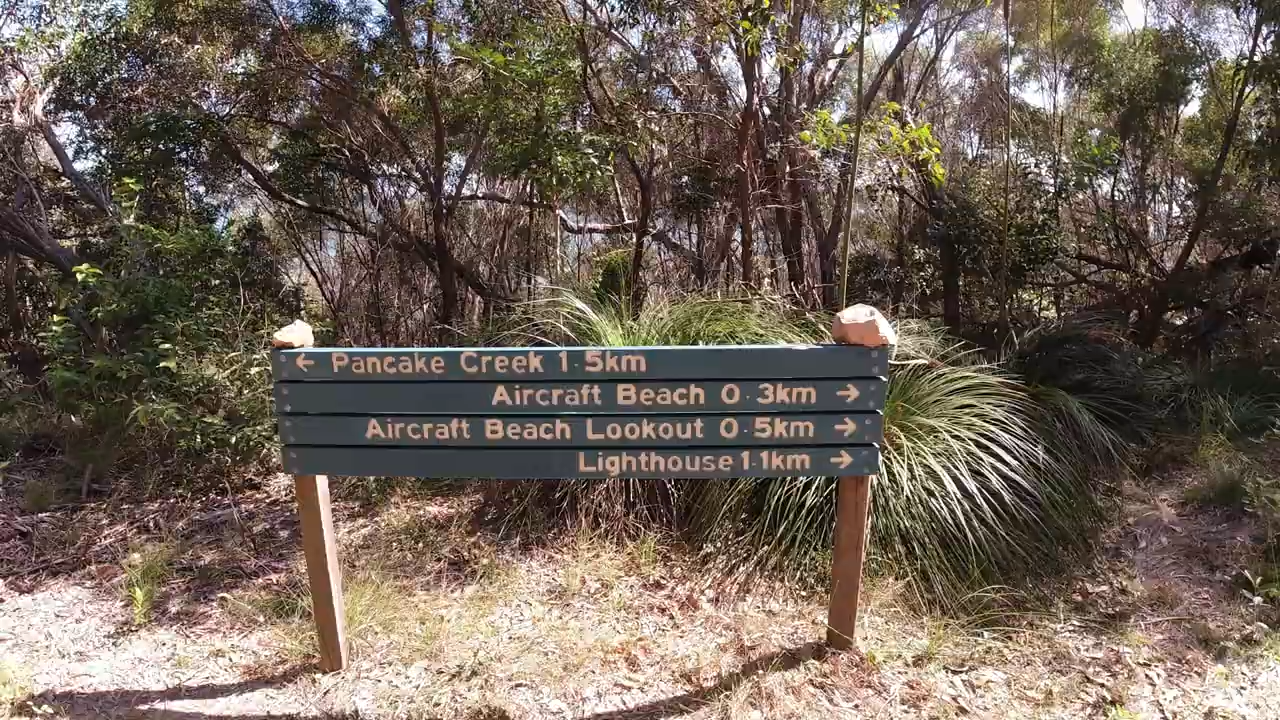 ← Pancake Creek 1.5km
Aircraft Beach 0.3km →
Aircraft Beach Lookout 0.5km →
Lighthouse 1.1km →